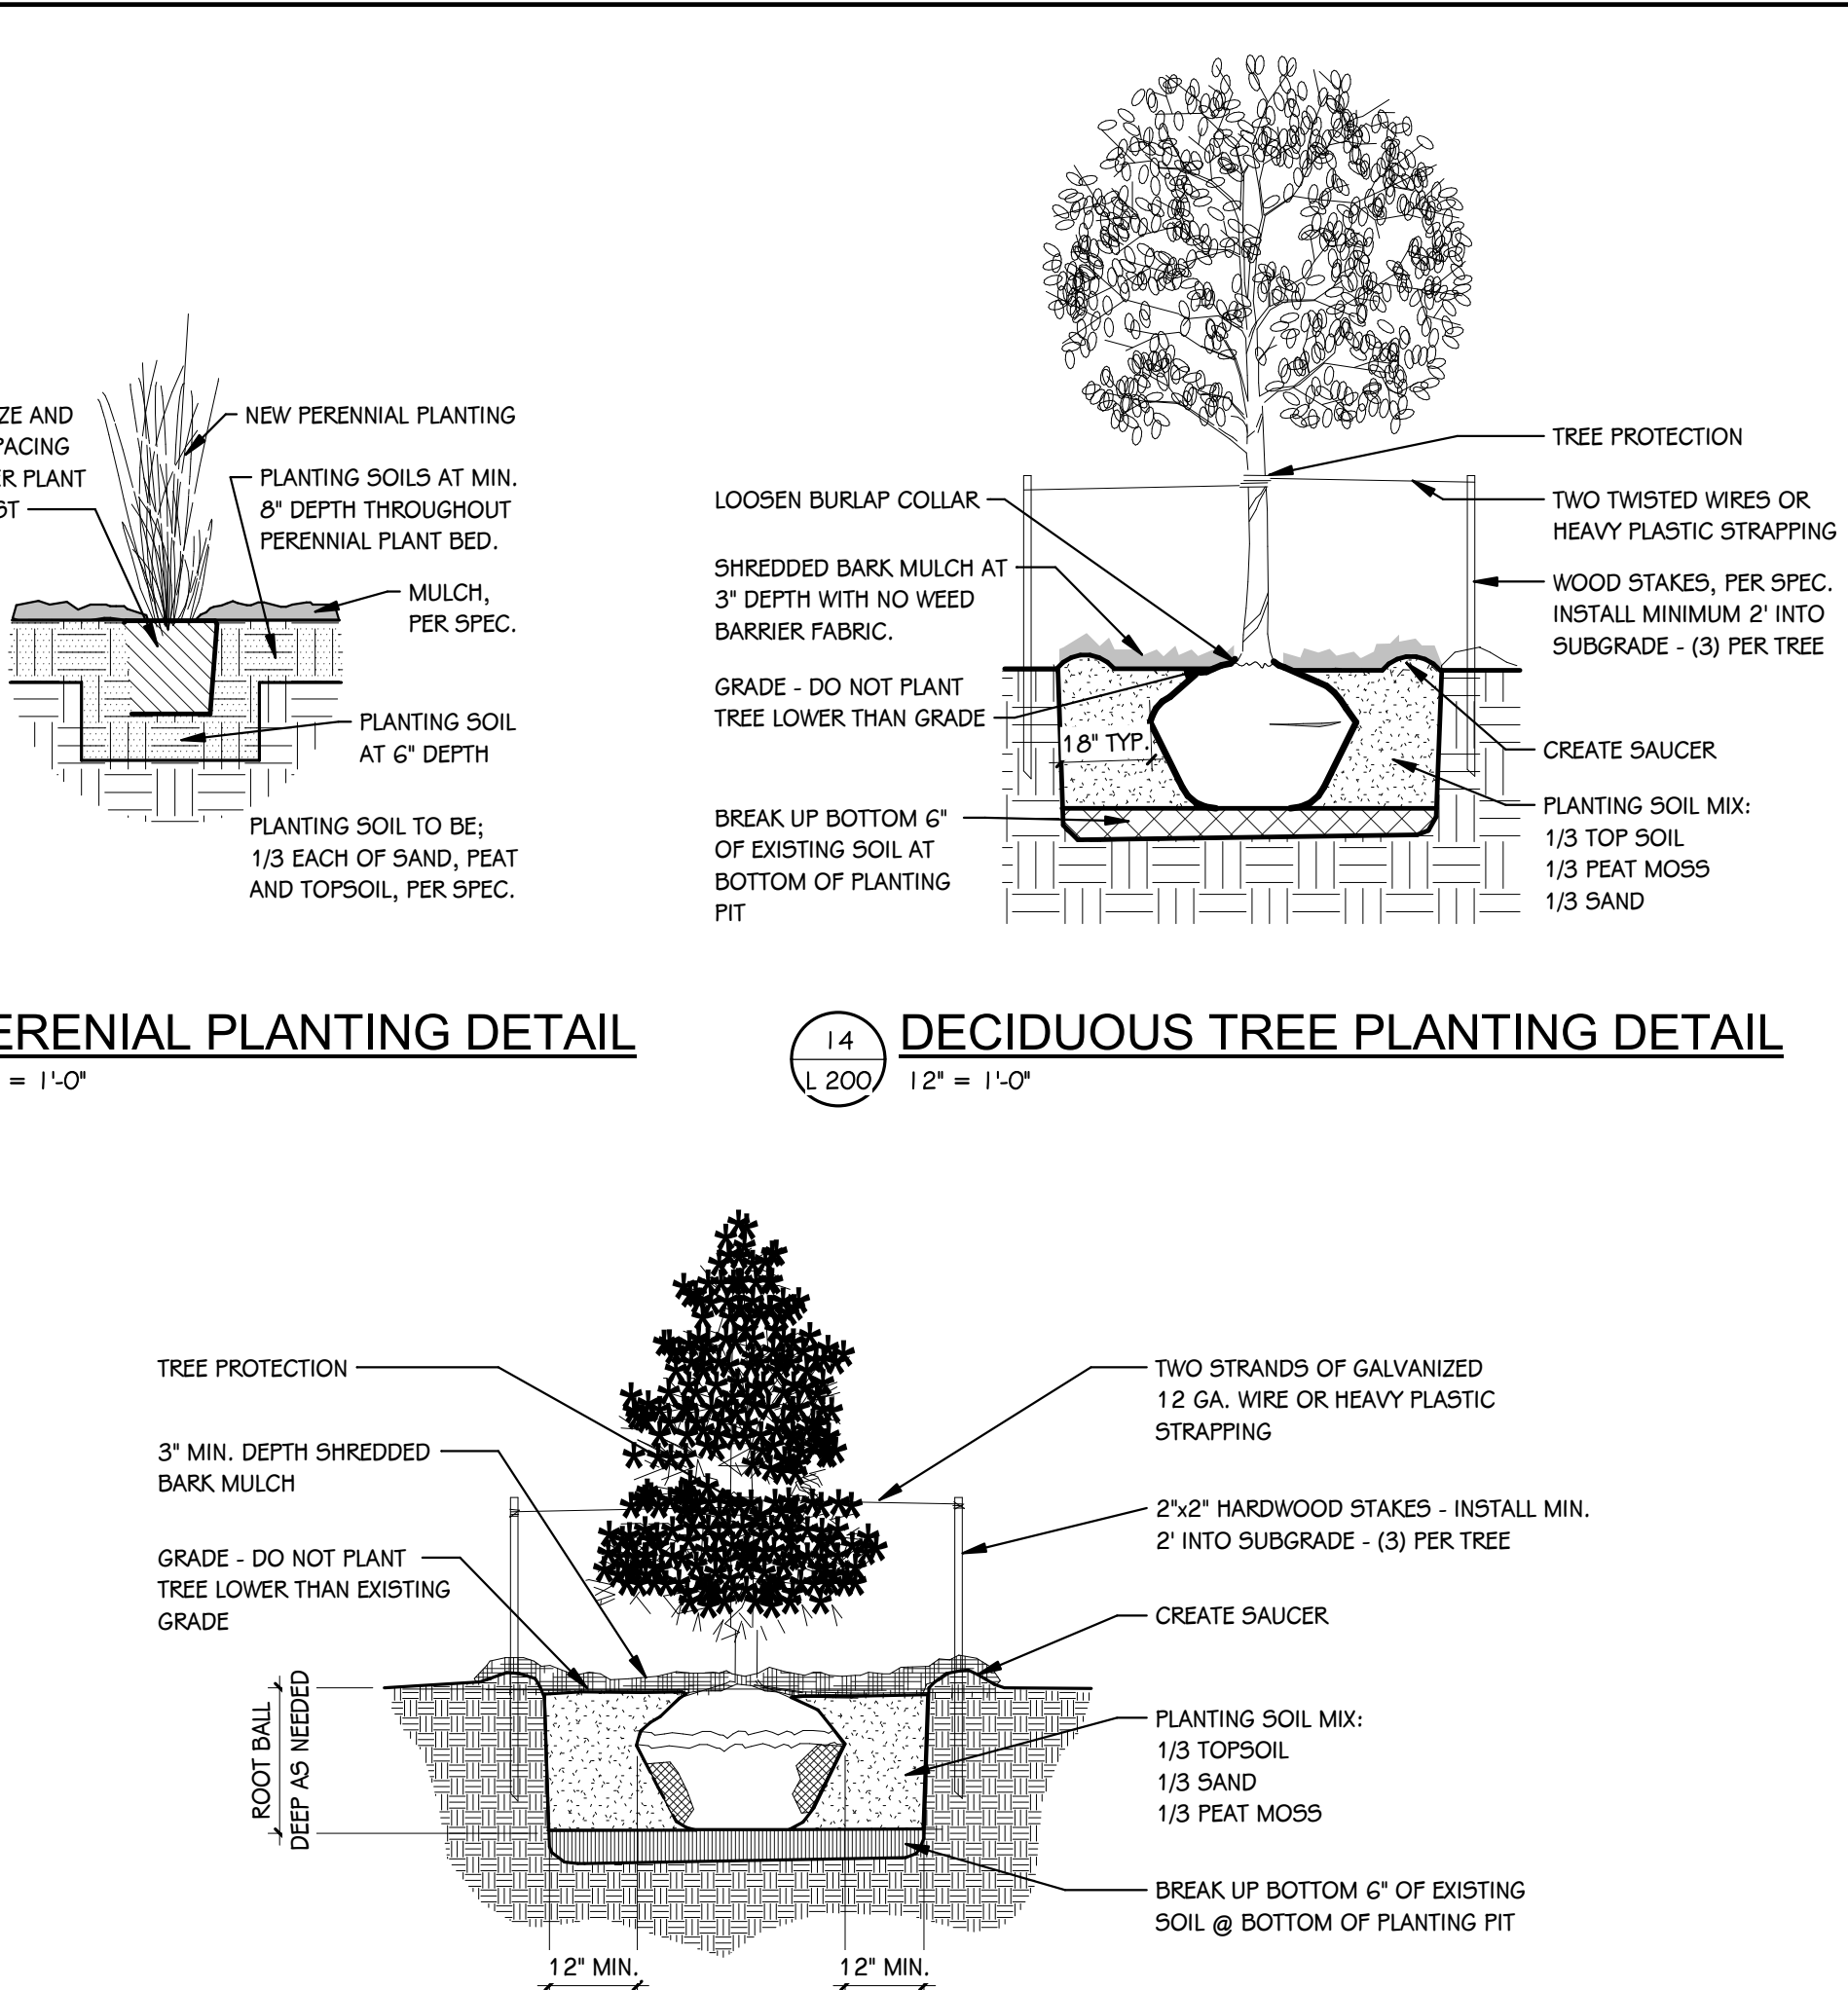 ZE AND
PACING
ER PLANT
ST
NEW PERENNIAL PLANTING
PLANTING SOILS AT MIN.
8" DEPTH THROUGHOUT
PERENNIAL PLANT BED.
MULCH,
PER SPEC.
PLANTING SOIL
AT 6" DEPTH
PLANTING SOIL TO BE;
1/3 EACH OF SAND, PEAT
AND TOPSOIL, PER SPEC.
ERENIAL PLANTING DETAIL
= 1'-0"
LOOSEN BURLAP COLLAR
SHREDDED BARK MULCH AT
3" DEPTH WITH NO WEED
BARRIER FABRIC.
GRADE - DO NOT PLANT
TREE LOWER THAN GRADE
18" TYP.
BREAK UP BOTTOM 6"
OF EXISTING SOIL AT
BOTTOM OF PLANTING
PIT
TREE PROTECTION
TWO TWISTED WIRES OR
HEAVY PLASTIC STRAPPING
WOOD STAKES, PER SPEC.
INSTALL MINIMUM 2' INTO
SUBGRADE - (3) PER TREE
CREATE SAUCER
PLANTING SOIL MIX:
1/3 TOP SOIL
1/3 PEAT MOSS
1/3 SAND
14
L 200
DECIDUOUS TREE PLANTING DETAIL
12" = 1'-0"
TREE PROTECTION
3" MIN. DEPTH SHREDDED
BARK MULCH
GRADE - DO NOT PLANT
TREE LOWER THAN EXISTING
GRADE
ROOT BALL
DEEP AS NEEDED
12" MIN.
12" MIN.
TWO STRANDS OF GALVANIZED
12 GA. WIRE OR HEAVY PLASTIC
STRAPPING
2"x2" HARDWOOD STAKES - INSTALL MIN.
2' INTO SUBGRADE - (3) PER TREE
CREATE SAUCER
PLANTING SOIL MIX:
1/3 TOPSOIL
1/3 SAND
1/3 PEAT MOSS
BREAK UP BOTTOM 6" OF EXISTING
SOIL @ BOTTOM OF PLANTING PIT